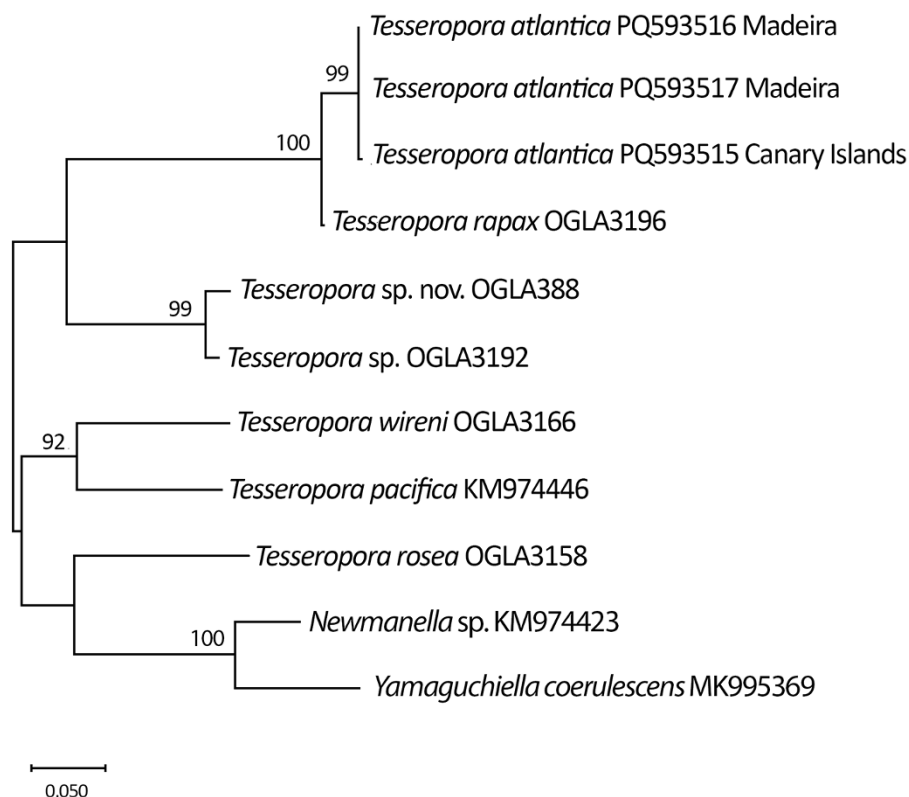 Tesseropora atlantica PQ593516 Madeira
99
Tesseropora atlantica PQ593517 Madeira
100
Tesseropora atlantica PQ593515 Canary Islands
Tesseropora rapax OGLA3196
Tesseropora sp. nov. OGLA388
99
Tesseropora sp. OGLA3192
Tesseropora wireni OGLA3166
92
Tesseropora pacifica KM974446
Tesseropora rosea OGLA3158
Newmanella sp. KM974423
100
Yamaguchiella coerulescens MK995369
0.050